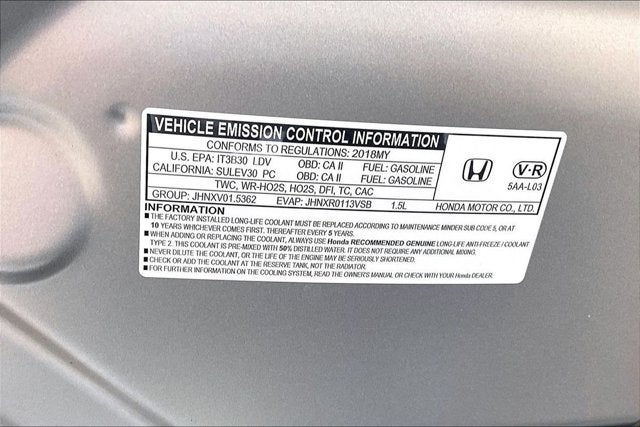 VEHICLE EMISSION CONTROL INFORMATION
CONFORMS TO REGULATIONS: 2018MY
U.S. EPA: IT3B30 LDV OBD: CA II FUEL: GASOLINE
CALIFORNIA: SULEV30 PC OBD: CA II FUEL: GASOLINE
TWC, WR-HO2S, HO2S, DFI, TC, CAC
GROUP: JHNXV01.5362 EVAP: JHNXR0113VSB 1.5L
V-R
5AA-L03
HONDA MOTOR CO., LTD.
INFORMATION
■ THE FACTORY INSTALLED LONG-LIFE COOLANT MUST BE REPLACED ACCORDING TO MAINTENANCE MINDER SUB CODE 5, OR AT
10 YEARS WHICHEVER COMES FIRST. THEREAFTER EVERY 5 YEARS.
■ WHEN ADDING OR REPLACING THE COOLANT, ALWAYS USE Honda RECOMMENDED GENUINE LONG-LIFE ANTI-FREEZE / COOLANT
TYPE 2. THIS COOLANT IS PRE-MIXED WITH 50% DISTILLED WATER. IT DOES NOT REQUIRE ANY ADDITIONAL MIXING.
■ NEVER DILUTE THE COOLANT, OR THE LIFE OF THE ENGINE MAY BE SERIOUSLY SHORTENED.
■ CHECK OR ADD THE COOLANT AT THE RESERVE TANK, NOT THE RADIATOR.
■ FOR FURTHER INFORMATION ON THE COOLING SYSTEM, READ THE OWNER'S MANUAL OR CHECK WITH YOUR Honda DEALER.